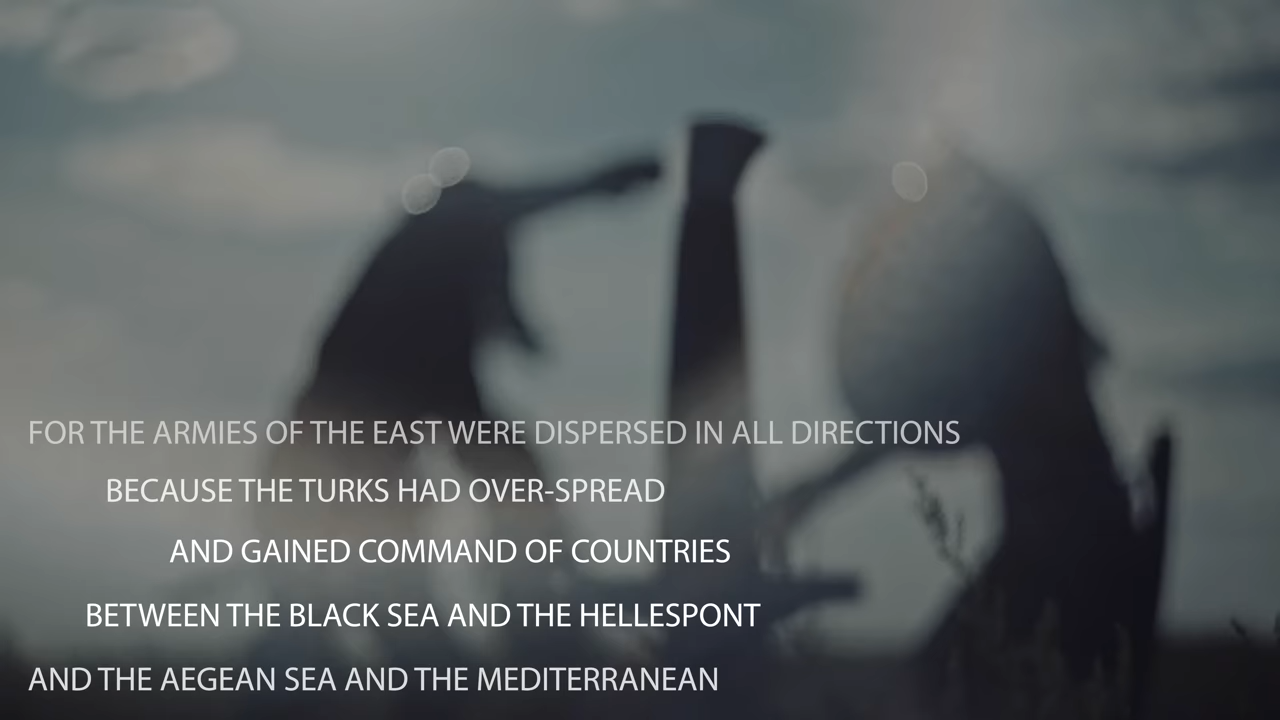 FOR THE ARMIES OF THE EAST WERE DISPERSED IN ALL DIRECTIONS
BECAUSE THE TURKS HAD OVER-SPREAD
AND GAINED COMMAND OF COUNTRIES
BETWEEN THE BLACK SEA AND THE HELLESPONT
AND THE AEGEAN SEA AND THE MEDITERRANEAN